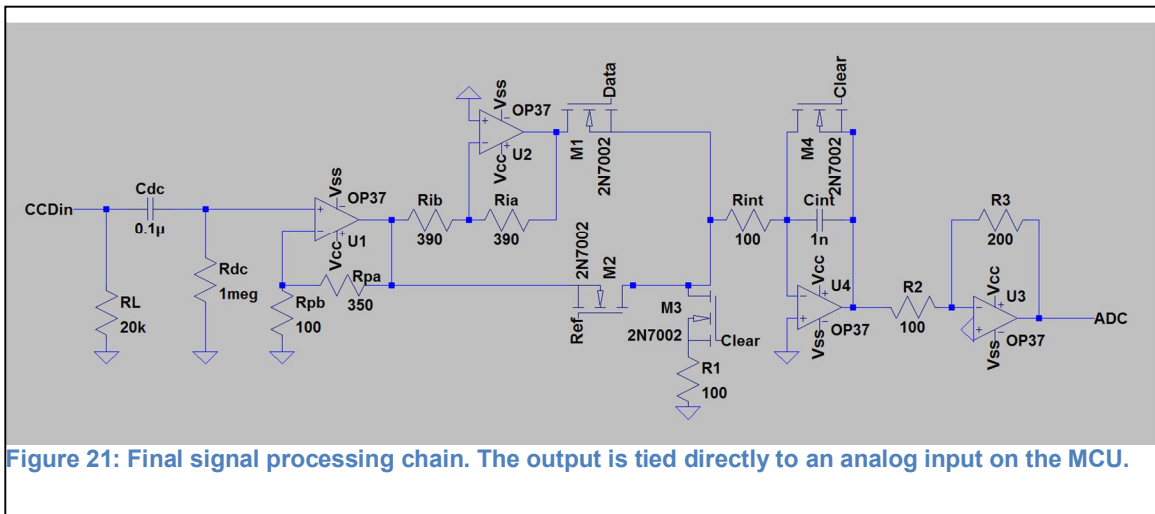 CCDin
Cdc
0.1µ
RL
20k
Rdc
1meg
Rpb
100
Rpa
350
Vss
OP37
Vcc
U1
Rib
390
Ria
390
Vss
OP37
Vcc
U2
Data
M1
2N7002
2N7002
M2
Ref
M3
2N7002
Clear
R1
100
Rint
100
Clear
M4
2N7002
Cint
1n
Vcc
U4
Vss
OP37
R2
100
R3
200
Vcc
U3
Vss
OP37
ADC
Figure 21: Final signal processing chain. The output is tied directly to an analog input on the MCU.